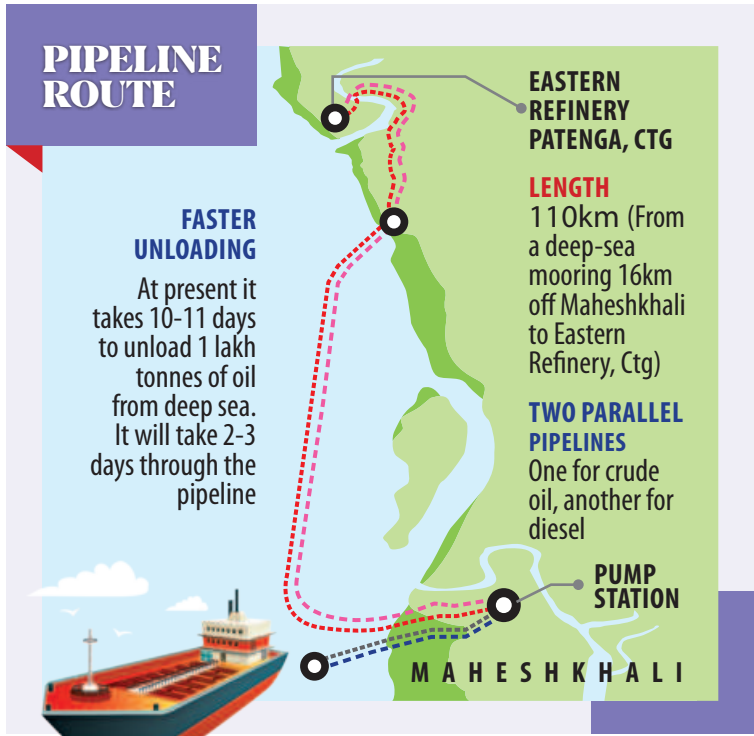 PIPELINE
ROUTE
FASTER
UNLOADING
At present it
takes 10-11 days
to unload 1 lakh
tonnes of oil
from deep sea.
It will take 2-3
days through the
pipeline
EASTERN
REFINERY
PATENGA, CTG
LENGTH
110km (From
a deep-sea
mooring 16km
off Maheshkhali
to Eastern
Refinery, Ctg)
TWO PARALLEL
PIPELINES
One for crude
oil, another for
diesel
PUMP
STATION
MAHESHKHALI